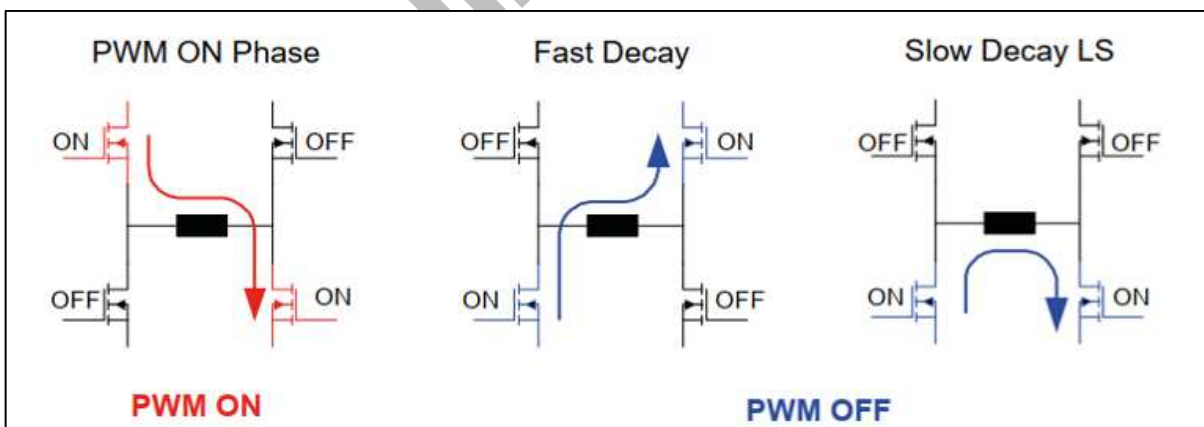 PWM ON Phase
Fast Decay
Slow Decay LS
ON
OFF
OFF
ON
OFF
OFF
OFF
ON
ON
OFF
ON
ON
PWM ON
PWM OFF